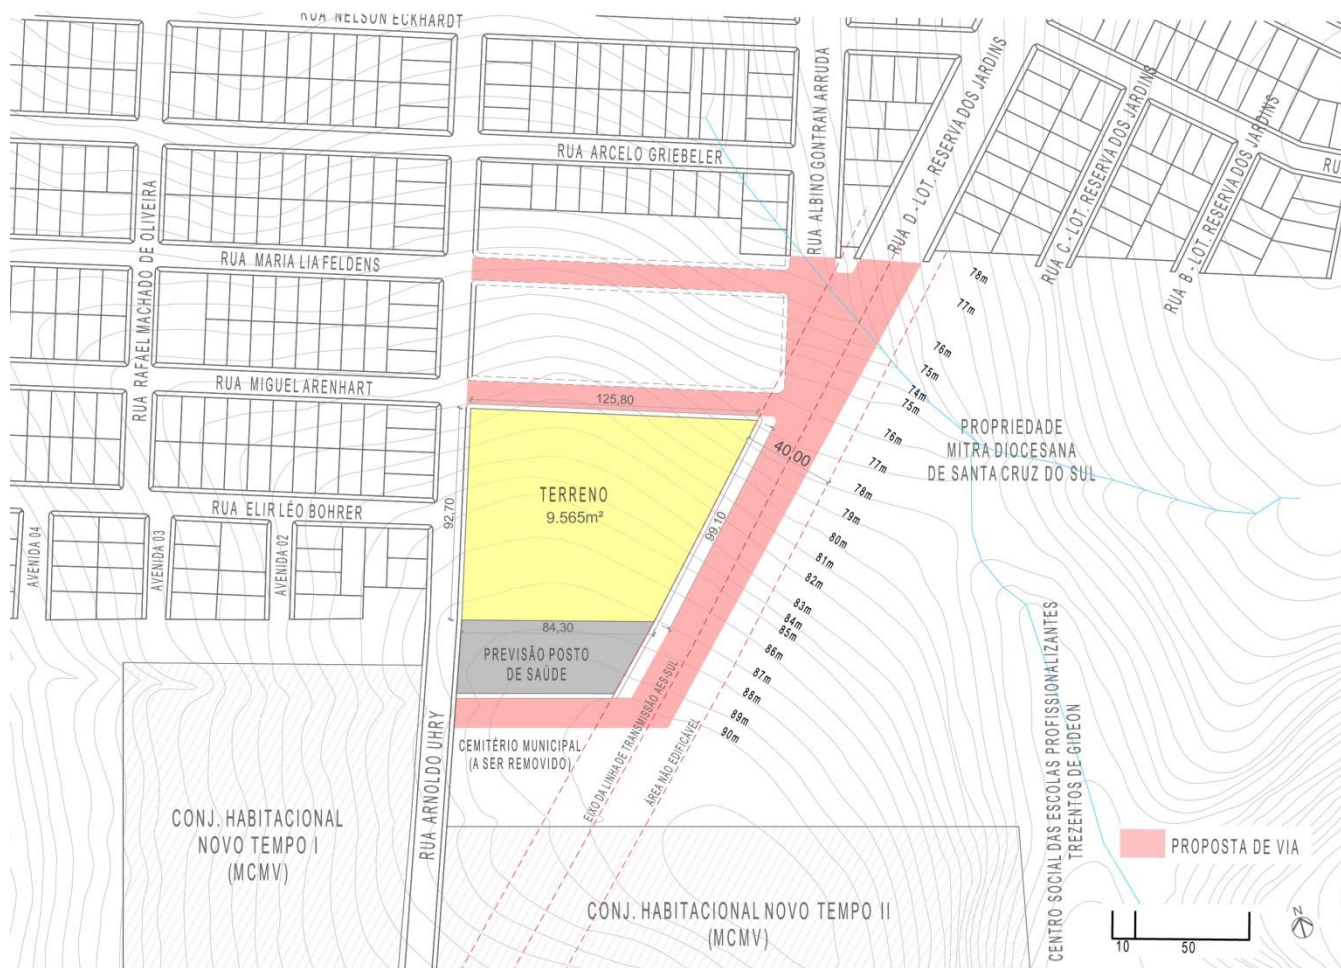 RUA NELSON ECKHARDT
RUA ALBINO GONTRAN ARRUDA
RUA D - LOT. RESERVA DOS JARDINS
RUA C - LOT. RESERVA DOS JARDINS
RUA B - LOT. RESERVA DOS JARDINS
RUA ARCELO GRIEBELER
RU
RUA RAFAEL MACHADO DE OLIVEIRA
RUA MARIA LIA FELDENS
78m
77m
76m
75m
74m
75m
76m
77m
78m
79m
80m
81m
82m
83m
84m
85m
86m
87m
88m
89m
90m
RUA MIGUEL ARENHART
125,80
40,00
PROPRIEDADE
MITRA DIOCESANA
DE SANTA CRUZ DO SUL
TERRENO
9.565m²
92,70
99,10
RUA ELIR LÉO BOHRER
AVENIDA 04
AVENIDA 03
AVENIDA 02
84,30
PREVISÃO POSTO
DE SAÚDE
CEMITÉRIO MUNICIPAL
(A SER REMOVIDO)
EIXO DA LINHA DE TRANSMISSÃO AES-SUL
ÁREA NÃO EDIFICÁVEL
RUA ARNOLDO UHRY
CONJ. HABITACIONAL
NOVO TEMPO I
(MCMV)
CONJ. HABITACIONAL NOVO TEMPO II
(MCMV)
CENTRO SOCIAL DAS ESCOLAS PROFISSIONALIZANTES
TREZENTOS DE GIDEON
PROPOSTA DE VIA
10
50
N